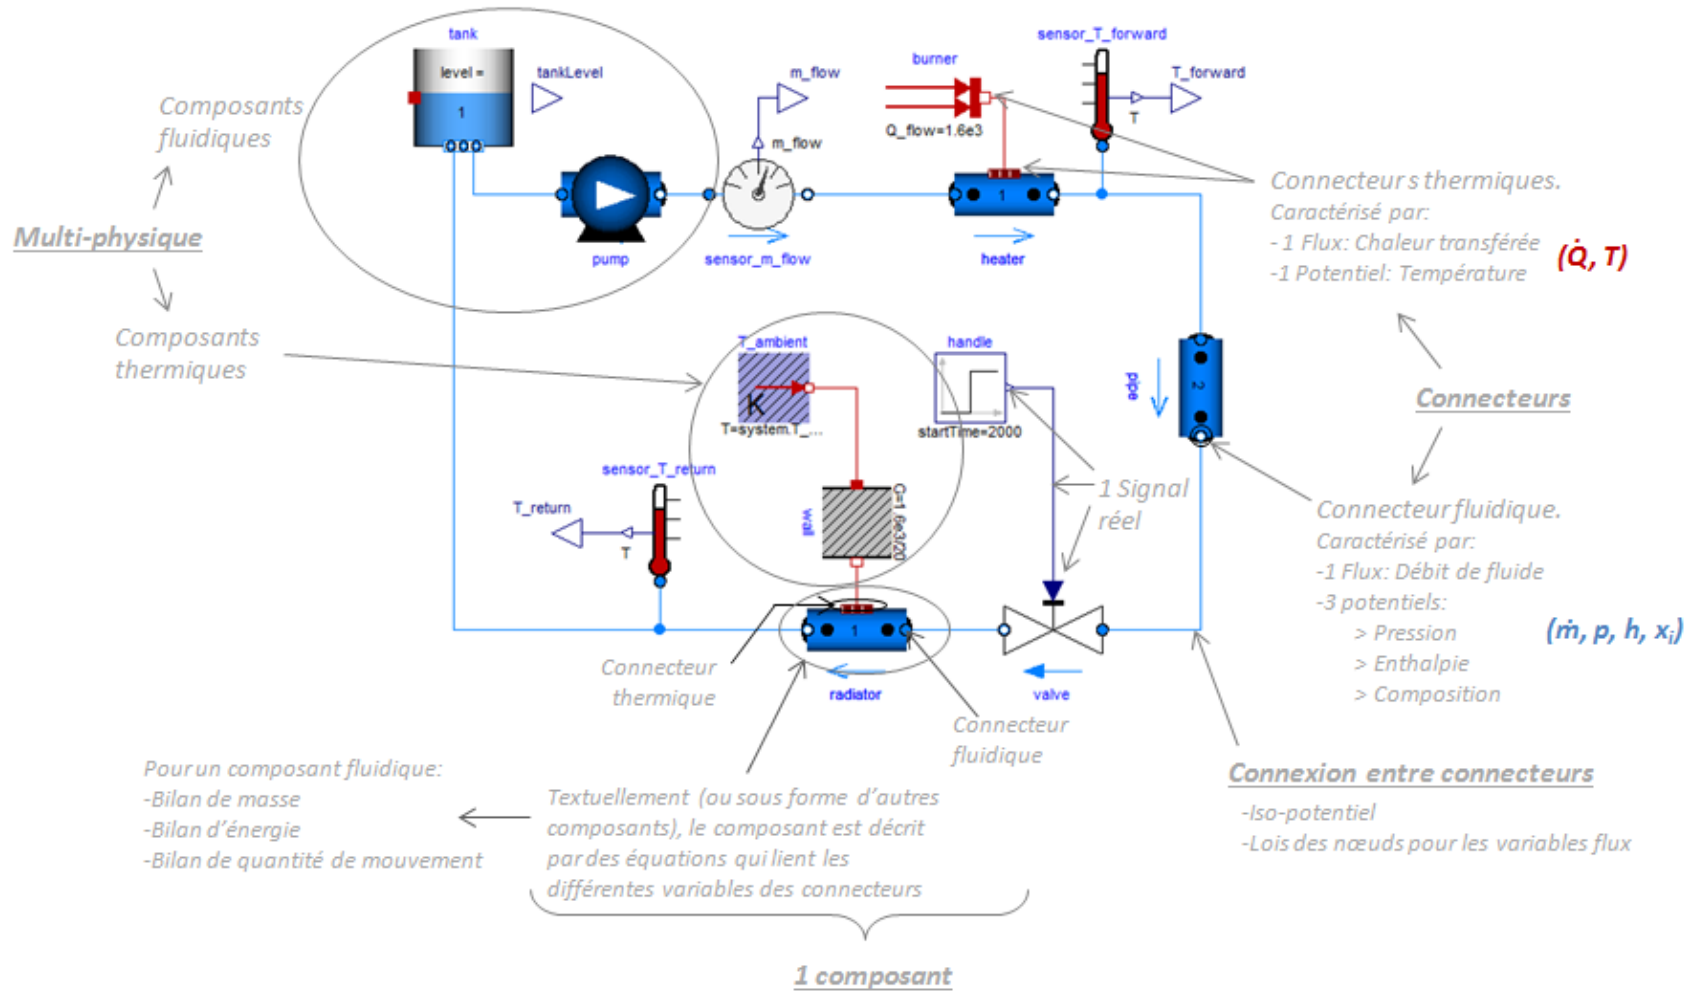 tank
level =
1
tankLevel
Composants
fluidiques
Multi-physique
Composants
thermiques
pump
m_flow
m_flow
sensor_m_flow
burner
Q_flow=1.6e3
1
heater
sensor_T_forward
T_forward
T
Connecteur s thermiques.
Caractérisé par:
- 1 Flux: Chaleur transférée
-1 Potentiel: Température
(Q̇, T)
Connecteurs
pipe
2
Connecteur fluidique.
Caractérisé par:
-1 Flux: Débit de fluide
-3 potentiels:
> Pression
> Enthalpie
> Composition
(ṁ, p, h, xᵢ)
T_ambient
K
T=system.T_...
handle
startTime=2000
1 Signal
réel
wall
C=1.6e3/20
sensor_T_return
T_return
T
1
radiator
valve
Connecteur
thermique
Connecteur
fluidique
Connexion entre connecteurs
-Iso-potentiel
-Lois des nœuds pour les variables flux
Pour un composant fluidique:
-Bilan de masse
-Bilan d'énergie
-Bilan de quantité de mouvement
Textuellement (ou sous forme d'autres
composants), le composant est décrit
par des équations qui lient les
différentes variables des connecteurs
1 composant